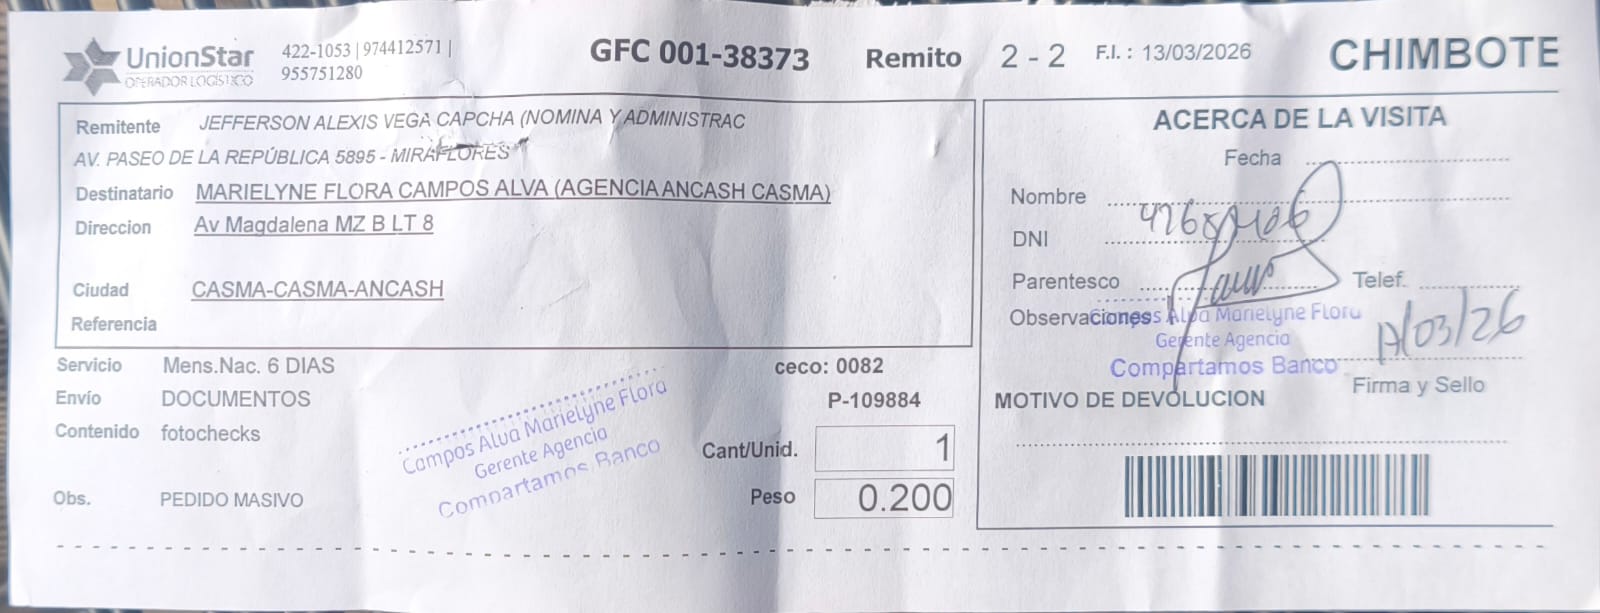 UnionStar
OPERADOR LOGÍSTICO
422-1053 | 974412571 |
955751280
GFC 001-38373
Remito 2 - 2
F.I. : 13/03/2026
CHIMBOTE
Remitente JEFFERSON ALEXIS VEGA CAPCHA (NOMINA Y ADMINISTRAC
AV. PASEO DE LA REPÚBLICA 5895 - MIRAFLORES
Destinatario MARIELYNE FLORA CAMPOS ALVA (AGENCIA ANCASH CASMA)
Direccion Av Magdalena MZ B LT 8
Ciudad CASMA-CASMA-ANCASH
Referencia
Servicio Mens.Nac. 6 DIAS
Envío DOCUMENTOS
Contenido fotochecks
Obs. PEDIDO MASIVO
Campos Alva Marielyne Flora
Gerente Agencia
Compartamos Banco
ceco: 0082
P-109884
Cant/Unid. 1
Peso 0.200
ACERCA DE LA VISITA
Fecha
Nombre
DNI
Parentesco
Telef.
Observaciones
Campos Alva Marielyne Flora
Gerente Agencia
Compartamos Banco
/03/26
Firma y Sello
MOTIVO DE DEVOLUCION